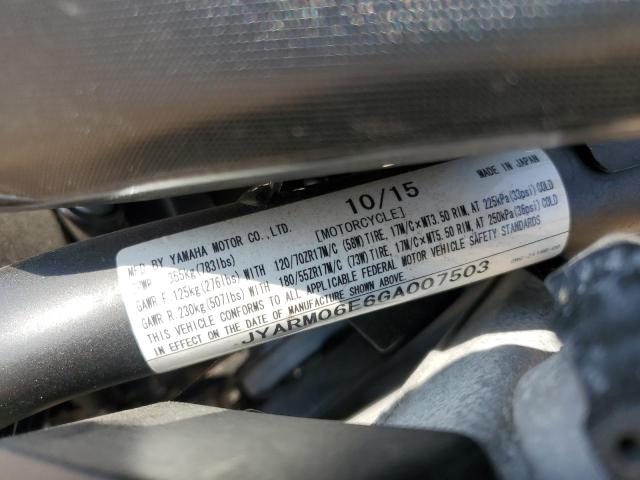 MFD BY YAMAHA MOTOR CO., LTD. 10/15 MADE IN JAPAN
[MOTORCYCLE]
355kg(783lbs)
GAWR F. 125kg(276lbs) WITH 120/70ZR17M/C (58W) TIRE, 17M/C×MT3.50 RIM, AT 225kPa(33psi) COLD
GAWR R. 230kg(507lbs) WITH 180/55ZR17M/C (73W) TIRE, 17M/C×MT5.50 RIM, AT 250kPa(36psi) COLD
THIS VEHICLE CONFORMS TO ALL APPLICABLE FEDERAL MOTOR VEHICLE SAFETY STANDARDS
IN EFFECT ON THE DATE OF MANUFACTURE SHOWN ABOVE.
JYARM06E6GA007503